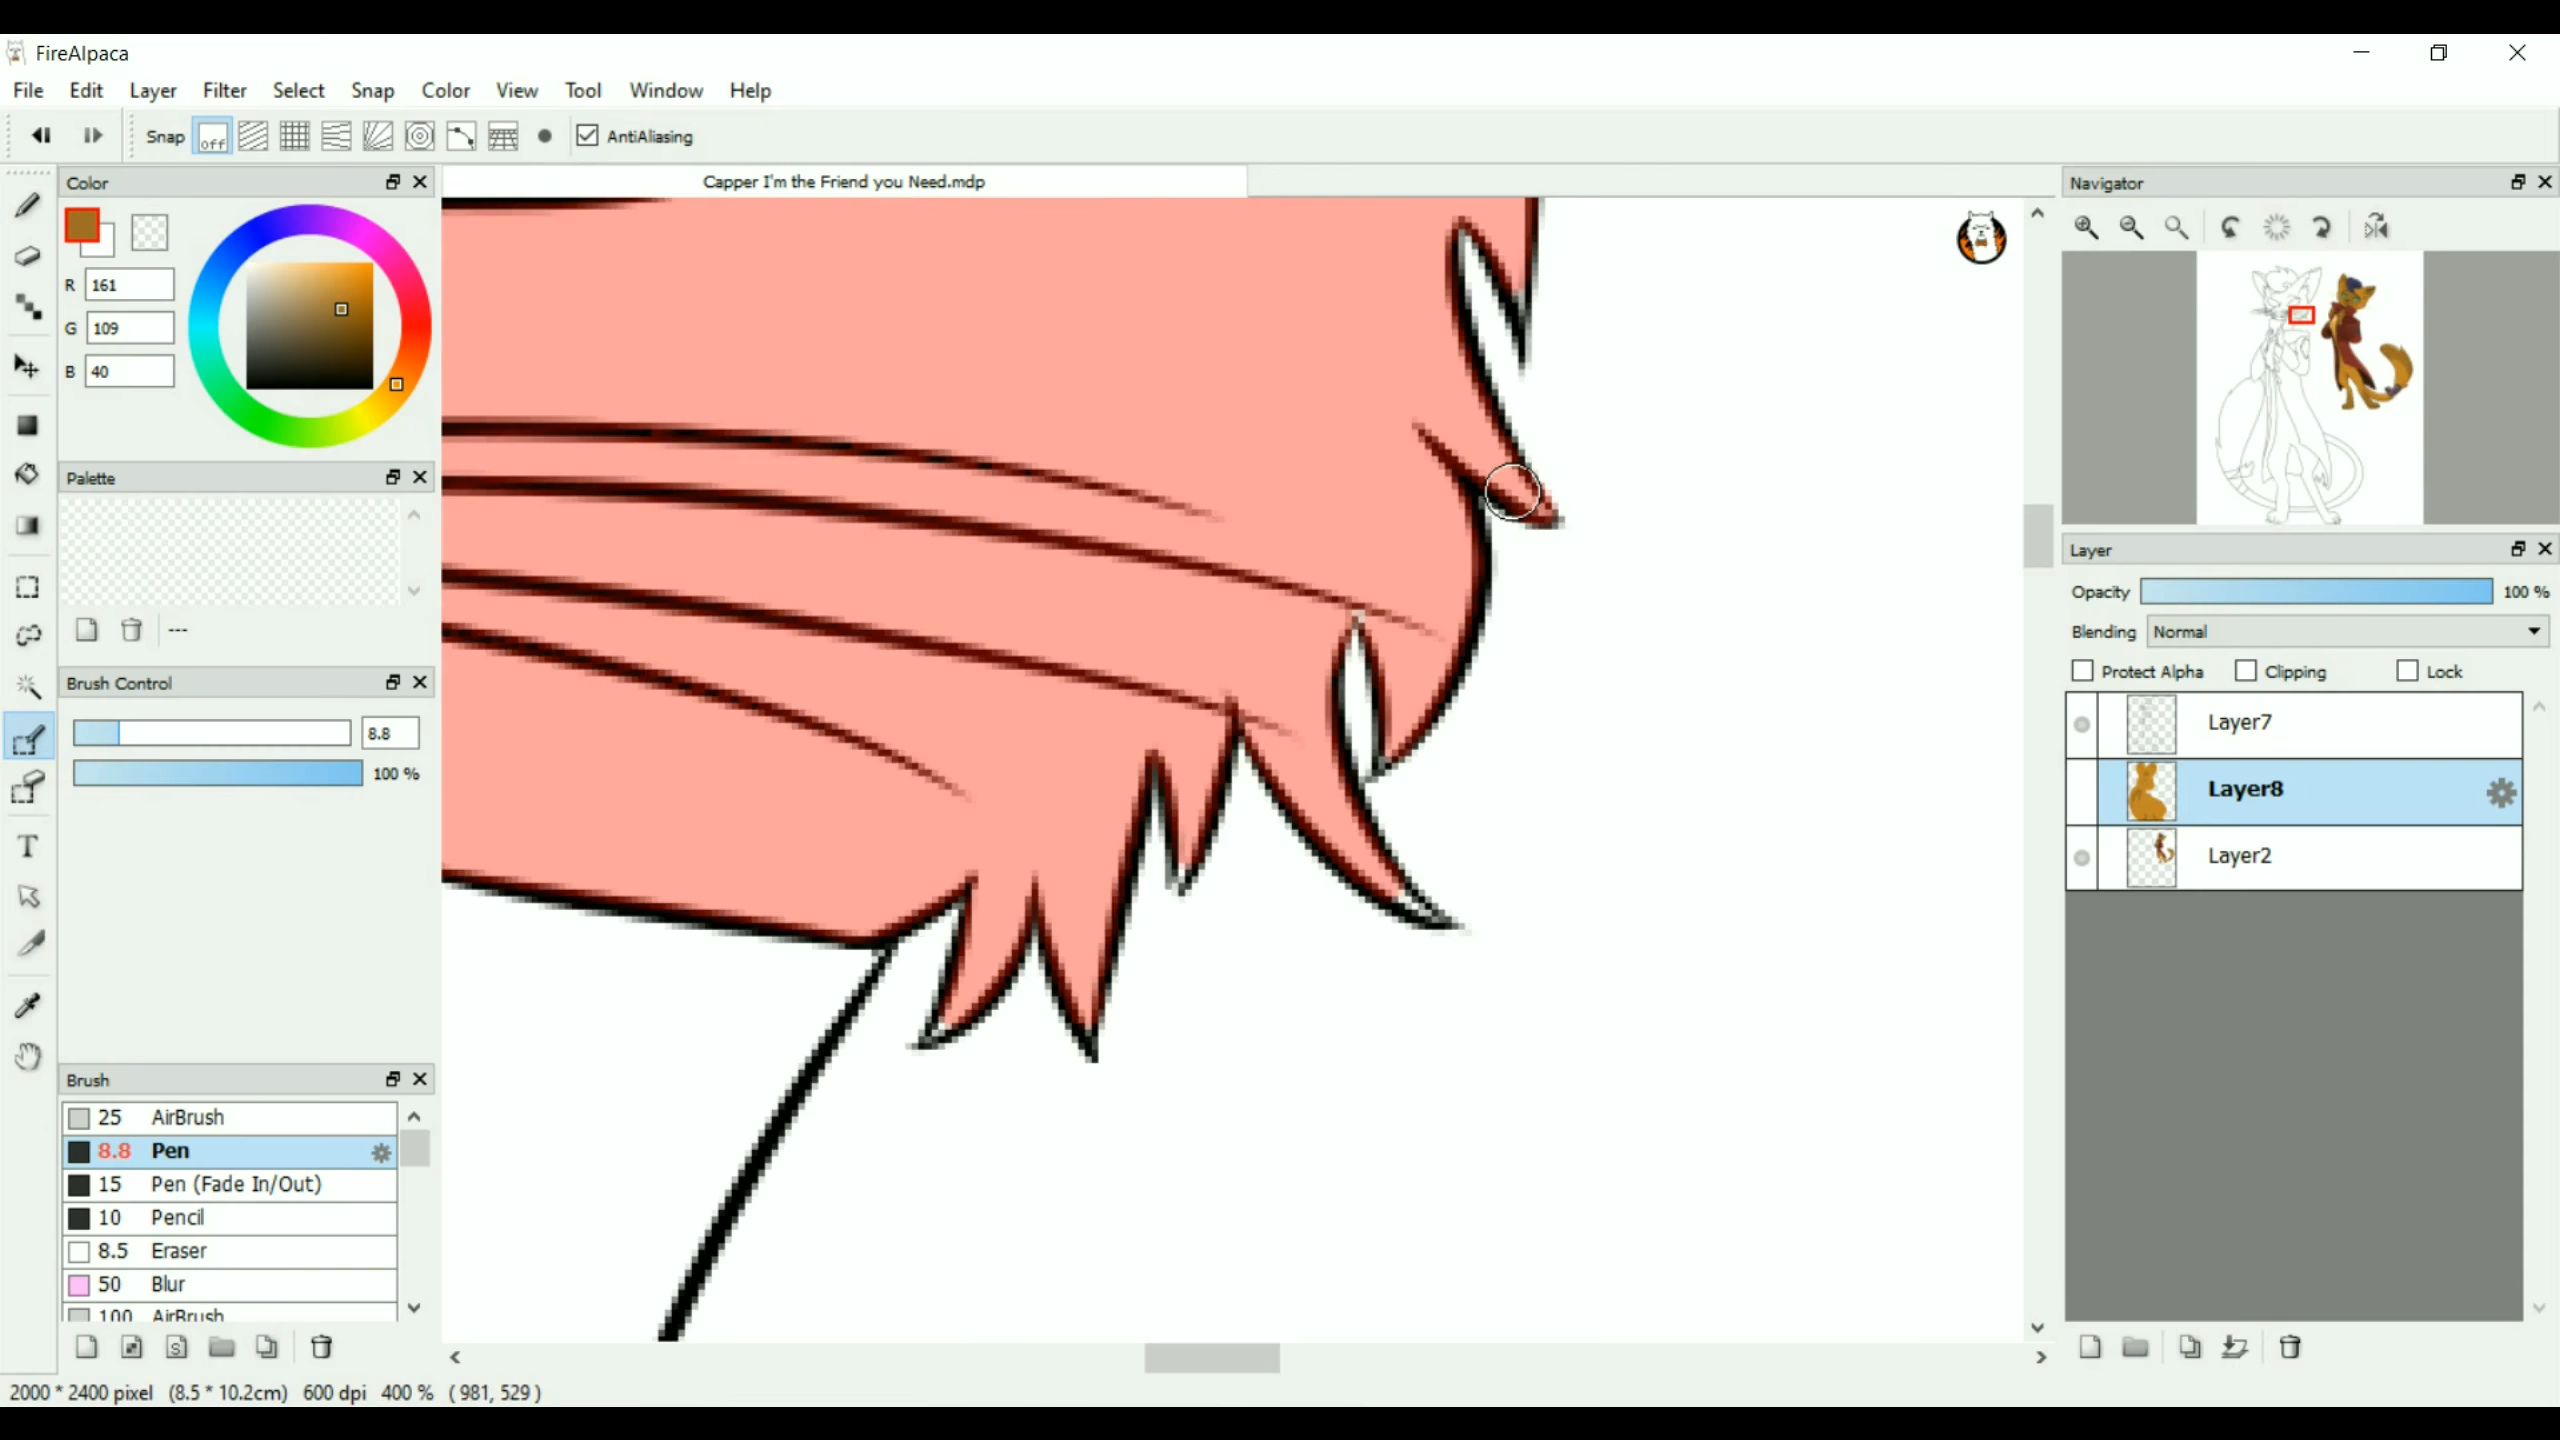 FireAlpaca
File Edit Layer Filter Select Snap Color View Tool Window Help
Snap off AntiAliasing
Color
Capper I'm the Friend you Need.mdp
Navigator
R 161
G 109
B 40
Palette
---
Brush Control
8.8
100 %
Layer
Opacity 100 %
Blending Normal
Protect Alpha Clipping Lock
Layer7
Layer8
Layer2
T
Brush
25 AirBrush
8.8 Pen
15 Pen (Fade In/Out)
10 Pencil
8.5 Eraser
50 Blur
100 AirBrush
S
2000 * 2400 pixel (8.5 * 10.2cm) 600 dpi 400 % ( 981, 529 )